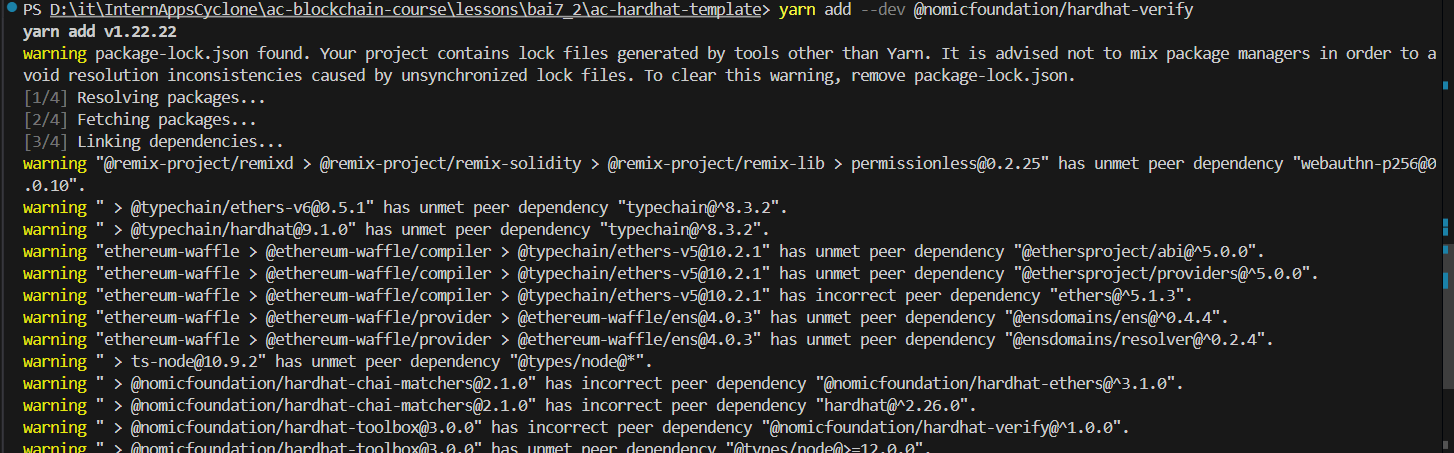 PS D:\it\InternAppsCyclone\ac-blockchain-course\lessons\bai7_2\ac-hardhat-template> yarn add --dev @nomicfoundation/hardhat-verify
yarn add v1.22.22
warning package-lock.json found. Your project contains lock files generated by tools other than Yarn. It is advised not to mix package managers in order to a
void resolution inconsistencies caused by unsynchronized lock files. To clear this warning, remove package-lock.json.
[1/4] Resolving packages...
[2/4] Fetching packages...
[3/4] Linking dependencies...
warning "@remix-project/remixd > @remix-project/remix-solidity > @remix-project/remix-lib > permissionless@0.2.25" has unmet peer dependency "webauthn-p256@0
.0.10".
warning " > @typechain/ethers-v6@0.5.1" has unmet peer dependency "typechain@^8.3.2".
warning " > @typechain/hardhat@9.1.0" has unmet peer dependency "typechain@^8.3.2".
warning "ethereum-waffle > @ethereum-waffle/compiler > @typechain/ethers-v5@10.2.1" has unmet peer dependency "@ethersproject/abi@^5.0.0".
warning "ethereum-waffle > @ethereum-waffle/compiler > @typechain/ethers-v5@10.2.1" has unmet peer dependency "@ethersproject/providers@^5.0.0".
warning "ethereum-waffle > @ethereum-waffle/compiler > @typechain/ethers-v5@10.2.1" has incorrect peer dependency "ethers@^5.1.3".
warning "ethereum-waffle > @ethereum-waffle/provider > @ethereum-waffle/ens@4.0.3" has unmet peer dependency "@ensdomains/ens@^0.4.4".
warning "ethereum-waffle > @ethereum-waffle/provider > @ethereum-waffle/ens@4.0.3" has unmet peer dependency "@ensdomains/resolver@^0.2.4".
warning " > ts-node@10.9.2" has unmet peer dependency "@types/node@*".
warning " > @nomicfoundation/hardhat-chai-matchers@2.1.0" has incorrect peer dependency "@nomicfoundation/hardhat-ethers@^3.1.0".
warning " > @nomicfoundation/hardhat-chai-matchers@2.1.0" has incorrect peer dependency "hardhat@^2.26.0".
warning " > @nomicfoundation/hardhat-toolbox@3.0.0" has incorrect peer dependency "@nomicfoundation/hardhat-verify@^1.0.0".
warning " > @nomicfoundation/hardhat-toolbox@3.0.0" has unmet peer dependency "@types/node@>=12.0.0".